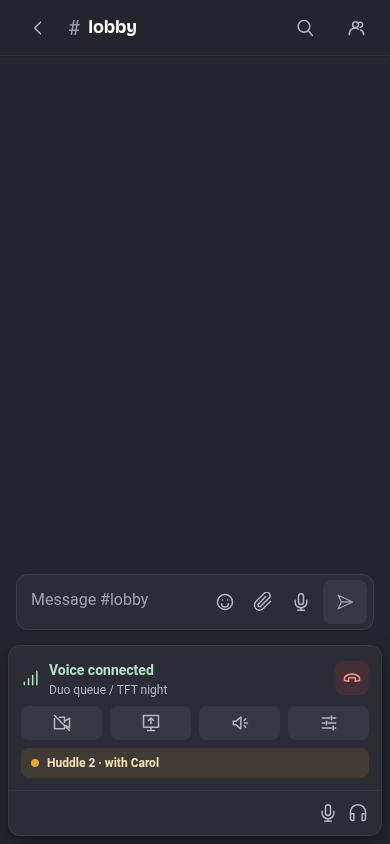 # lobby
Message #lobby
Voice connected
Duo queue / TFT night
Huddle 2 · with Carol